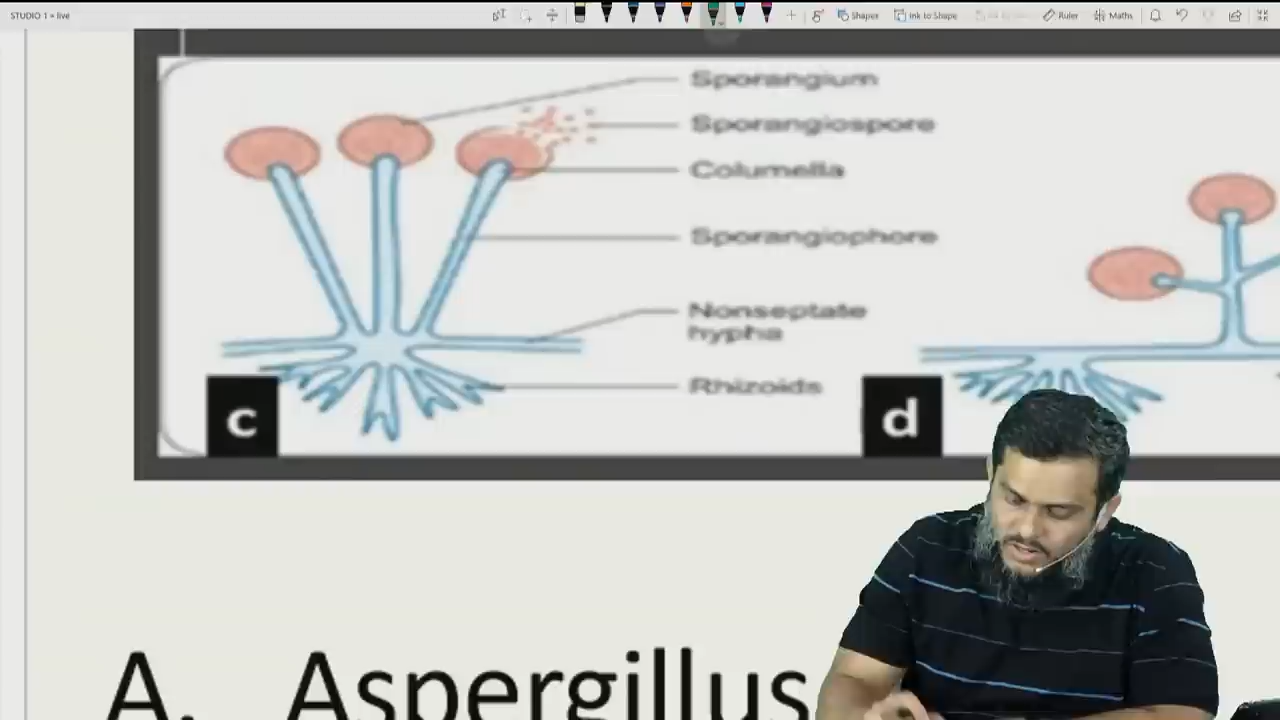 STUDIO 1 • live
Shapes
Ink to Shape
Ruler
Maths
Sporangium
Sporangiospore
Columella
Sporangiophore
Nonseptate
hypha
Rhizoids
c
d
A. Aspergillus